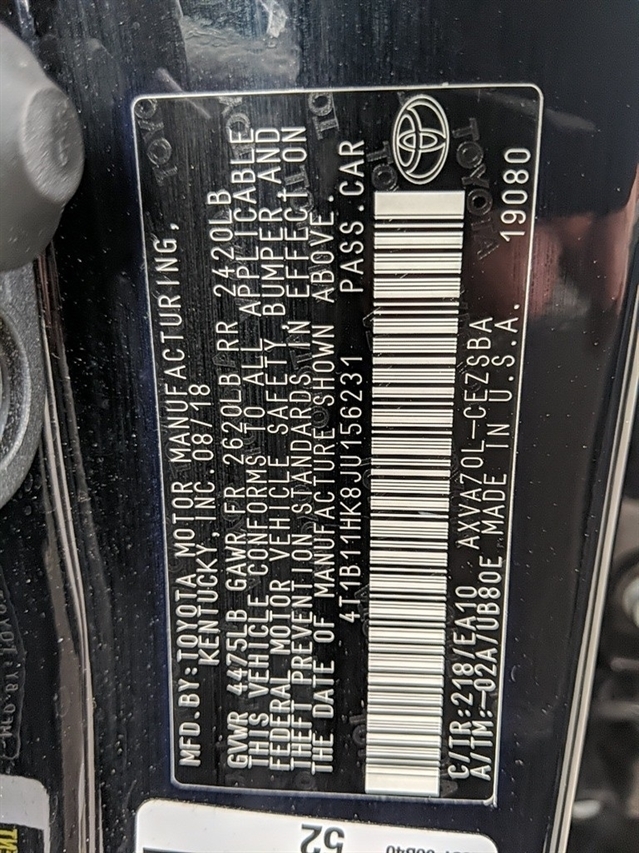 MFD.BY:TOYOTA MOTOR MANUFACTURING,
KENTUCKY,INC.08/18
GVWR 4475LB GAWR FR 2620LB RR 2420LB
THIS VEHICLE CONFORMS TO ALL APPLICABLE
FEDERAL MOTOR VEHICLE SAFETY,BUMPER AND
THEFT PREVENTION STANDARDS IN EFFECT ON
THE DATE OF MANUFACTURE SHOWN ABOVE.
4T1B11HK8JU156231 PASS.CAR
C/TR:218/EA10 AXVA70L-CEZSBA
A/TM:-02A/UB80E MADE IN U.S.A. 19080
TOYOTA
52